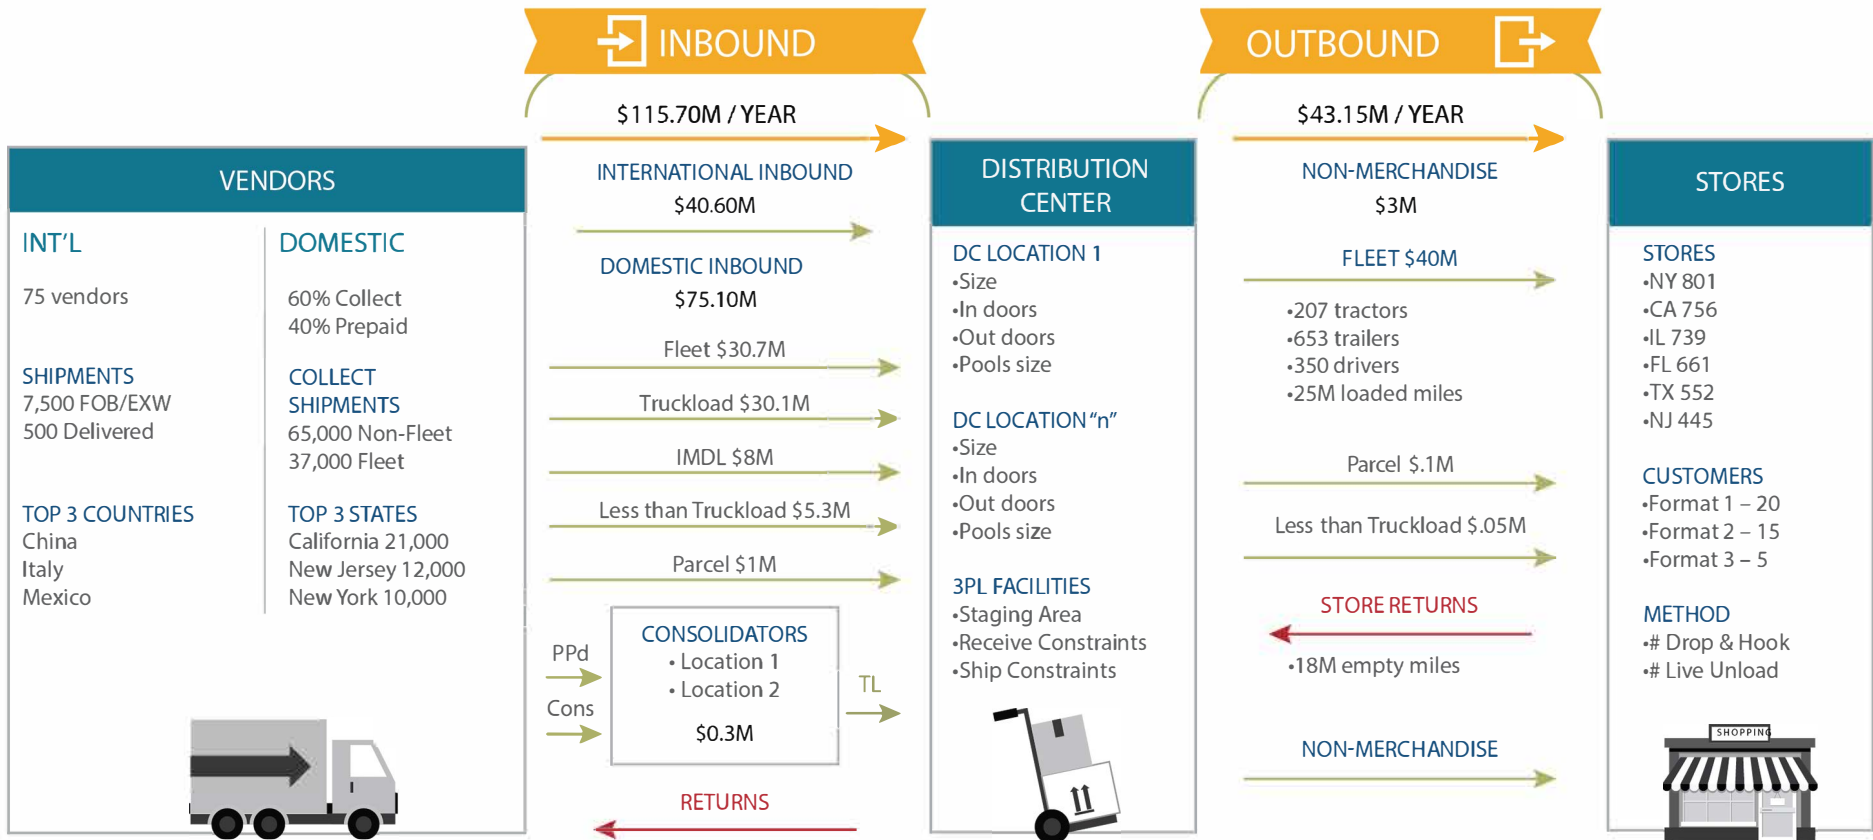 INBOUND
$115.70M / YEAR
OUTBOUND
$43.15M / YEAR
VENDORS
INT'L
75 vendors
SHIPMENTS
7,500 FOB/EXW
500 Delivered
TOP 3 COUNTRIES
China
Italy
Mexico
DOMESTIC
60% Collect
40% Prepaid
COLLECT
SHIPMENTS
65,000 Non-Fleet
37,000 Fleet
TOP 3 STATES
California 21,000
New Jersey 12,000
New York 10,000
INTERNATIONAL INBOUND
$40.60M
DOMESTIC INBOUND
$75.10M
Fleet $30.7M
Truckload $30.1M
IMDL $8M
Less than Truckload $5.3M
Parcel $1M
PPd
Cons
CONSOLIDATORS
• Location 1
• Location 2
$0.3M
TL
RETURNS
DISTRIBUTION
CENTER
DC LOCATION 1
•Size
•In doors
•Out doors
•Pools size
DC LOCATION “n”
•Size
•In doors
•Out doors
•Pools size
3PL FACILITIES
•Staging Area
•Receive Constraints
•Ship Constraints
NON-MERCHANDISE
$3M
FLEET $40M
•207 tractors
•653 trailers
•350 drivers
•25M loaded miles
Parcel $.1M
Less than Truckload $.05M
STORE RETURNS
•18M empty miles
NON-MERCHANDISE
STORES
STORES
•NY 801
•CA 756
•IL 739
•FL 661
•TX 552
•NJ 445
CUSTOMERS
•Format 1 – 20
•Format 2 – 15
•Format 3 – 5
METHOD
•# Drop & Hook
•# Live Unload
SHOPPING